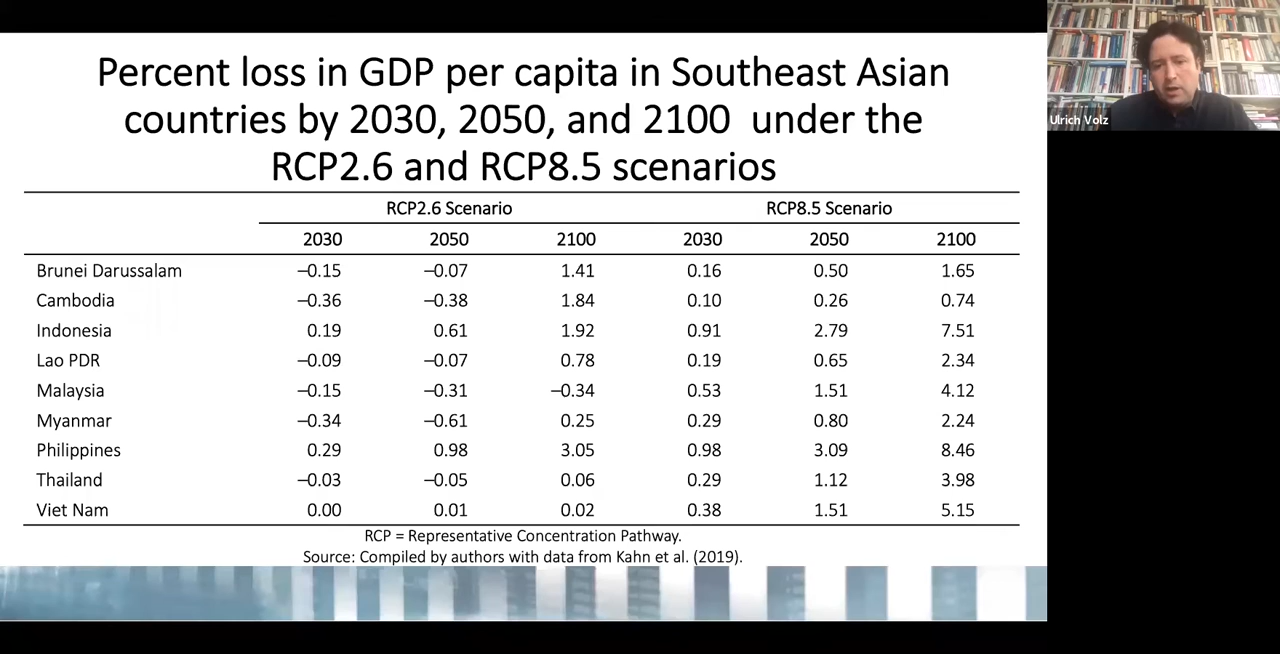 Percent loss in GDP per capita in Southeast Asian
countries by 2030, 2050, and 2100 under the
RCP2.6 and RCP8.5 scenarios
Ulrich Volz
RCP2.6 Scenario RCP8.5 Scenario
2030 2050 2100 2030 2050 2100
Brunei Darussalam –0.15 –0.07 1.41 0.16 0.50 1.65
Cambodia –0.36 –0.38 1.84 0.10 0.26 0.74
Indonesia 0.19 0.61 1.92 0.91 2.79 7.51
Lao PDR –0.09 –0.07 0.78 0.19 0.65 2.34
Malaysia –0.15 –0.31 –0.34 0.53 1.51 4.12
Myanmar –0.34 –0.61 0.25 0.29 0.80 2.24
Philippines 0.29 0.98 3.05 0.98 3.09 8.46
Thailand –0.03 –0.05 0.06 0.29 1.12 3.98
Viet Nam 0.00 0.01 0.02 0.38 1.51 5.15
RCP = Representative Concentration Pathway.
Source: Compiled by authors with data from Kahn et al. (2019).